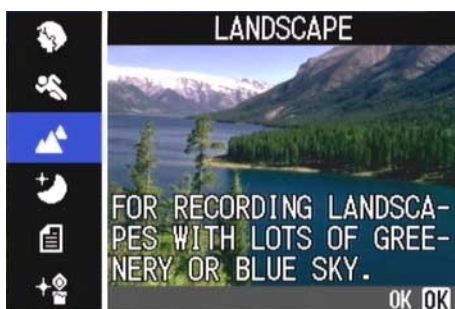 LANDSCAPE
FOR RECORDING LANDSCA-
PES WITH LOTS OF GREE-
NERY OR BLUE SKY.
OK OK